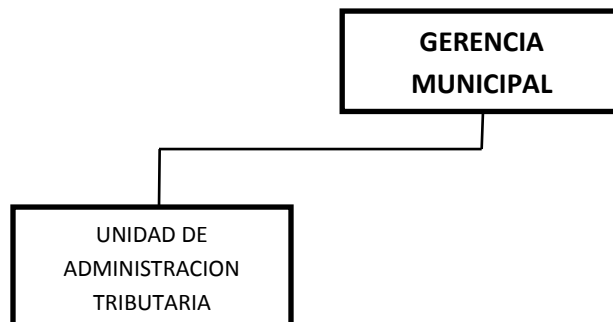 GERENCIA
MUNICIPAL
UNIDAD DE
ADMINISTRACION
TRIBUTARIA